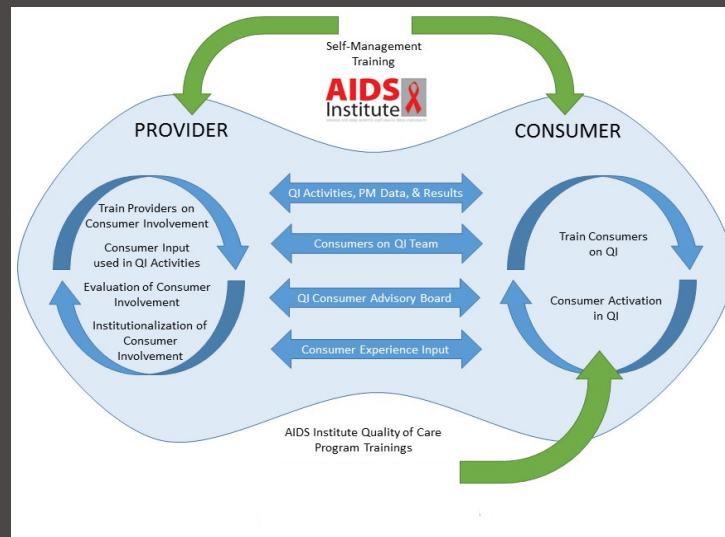 Self-Management
Training
AIDS
Institute
PROVIDER
CONSUMER
QI Activities, PM Data, & Results
Train Providers on
Consumer Involvement
Consumers on QI Team
Train Consumers
on QI
Consumer Input
used in QI Activities
Evaluation of Consumer
Involvement
QI Consumer Advisory Board
Consumer Activation
in QI
Institutionalization of
Consumer
Involvement
Consumer Experience Input
AIDS Institute Quality of Care
Program Trainings